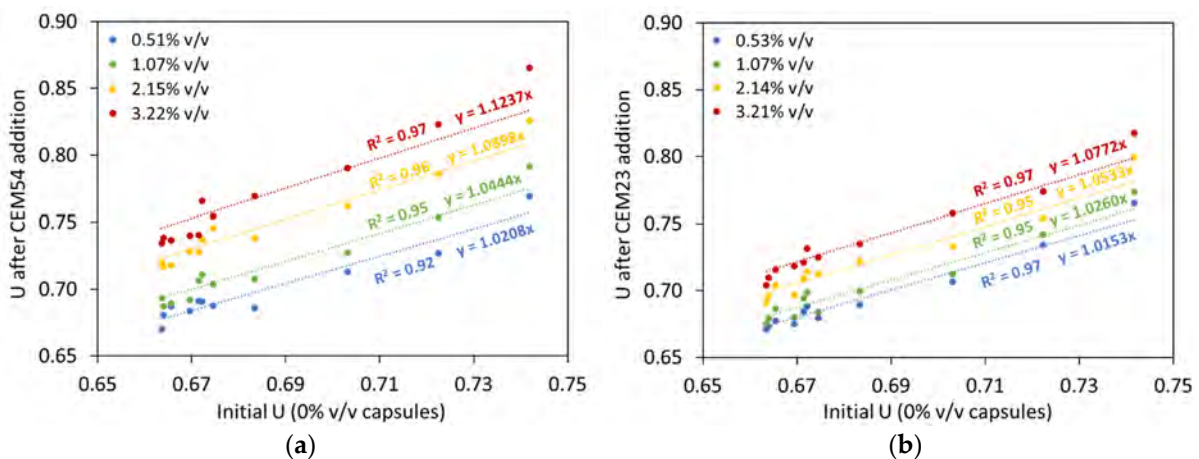 0.90
0.85
0.80
0.75
0.70
0.65
U after CEM54 addition
0.51% v/v
1.07% v/v
2.15% v/v
3.22% v/v
R² = 0.97 y = 1.1237x
R² = 0.96 y = 1.0898x
R² = 0.95 y = 1.0444x
R² = 0.92 y = 1.0208x
0.65 0.67 0.69 0.71 0.73 0.75
Initial U (0% v/v capsules)
(a)
0.90
0.85
0.80
0.75
0.70
0.65
U after CEM23 addition
0.53% v/v
1.07% v/v
2.14% v/v
3.21% v/v
R² = 0.97 y = 1.0772x
R² = 0.95 y = 1.0533x
R² = 0.95 y = 1.0260x
R² = 0.97 y = 1.0153x
0.65 0.67 0.69 0.71 0.73 0.75
Initial U (0% v/v capsules)
(b)